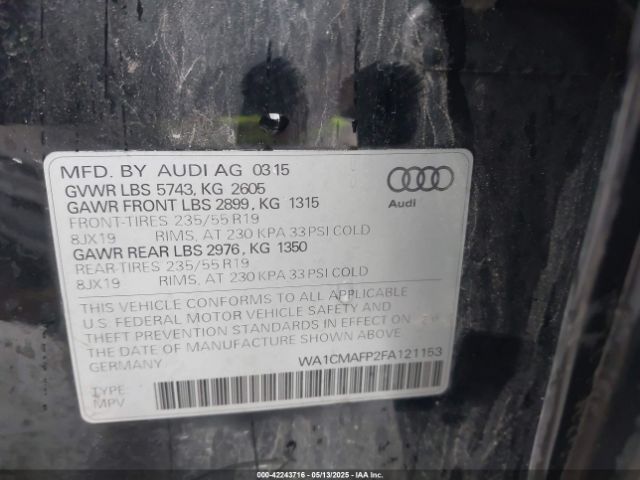 MFD. BY AUDI AG 03 15
GVWR LBS 5743, KG 2605
GAWR FRONT LBS 2899, KG 1315
FRONT-TIRES 235/55 R19
8JX19 RIMS, AT 230 KPA 33 PSI COLD
GAWR REAR LBS 2976, KG 1350
REAR-TIRES 235/55 R19
8JX19 RIMS, AT 230 KPA 33 PSI COLD
Audi
THIS VEHICLE CONFORMS TO ALL APPLICABLE
U.S. FEDERAL MOTOR VEHICLE SAFETY AND
THEFT PREVENTION STANDARDS IN EFFECT ON
THE DATE OF MANUFACTURE SHOWN ABOVE.
GERMANY WA1CMAFP2FA121153
TYPE:
MPV
000-42243716 - 05/13/2025 - IAA Inc.